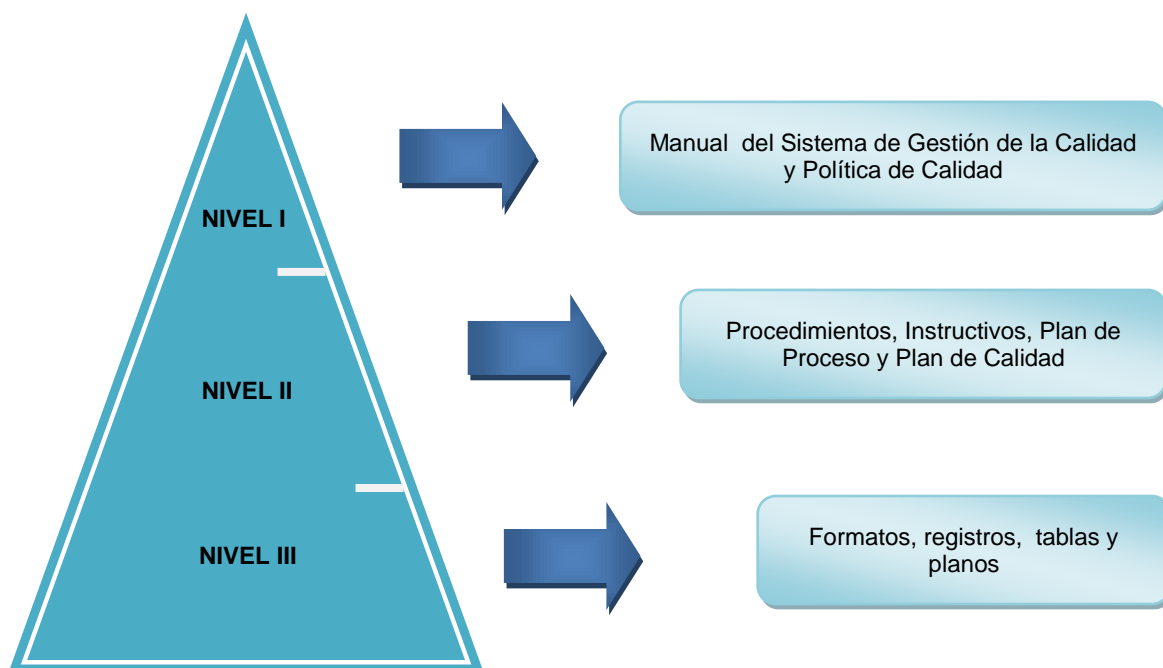 NIVEL I
Manual  del Sistema de Gestión de la Calidad
y Política de Calidad
NIVEL II
Procedimientos, Instructivos, Plan de
Proceso y Plan de Calidad
NIVEL III
Formatos, registros,  tablas y
planos